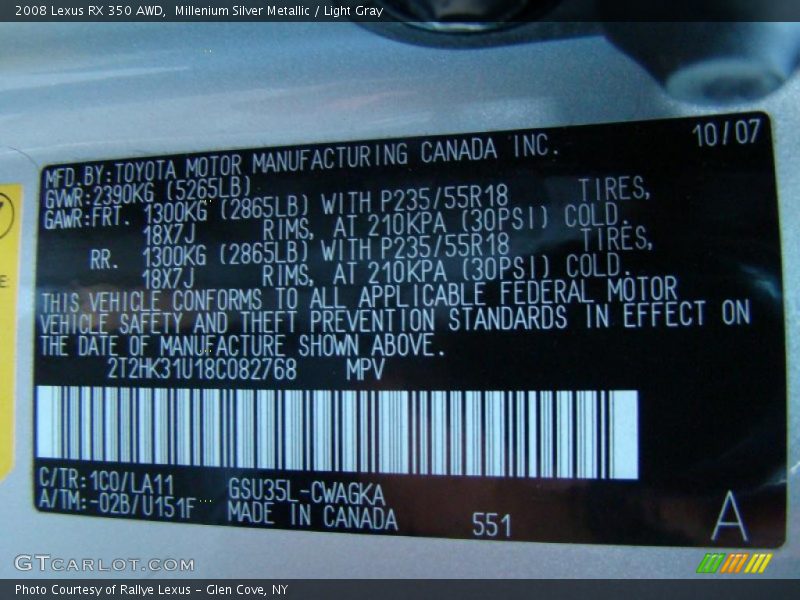 2008 Lexus RX 350 AWD,  Millenium Silver Metallic / Light Gray
10/07
MFD.BY:TOYOTA MOTOR MANUFACTURING CANADA INC.
GVWR:2390KG (5265LB)
GAWR:FRT. 1300KG (2865LB) WITH P235/55R18 TIRES,
18X7J RIMS, AT 210KPA (30PSI) COLD.
RR. 1300KG (2865LB) WITH P235/55R18 TIRES,
18X7J RIMS, AT 210KPA (30PSI) COLD.
THIS VEHICLE CONFORMS TO ALL APPLICABLE FEDERAL MOTOR
VEHICLE SAFETY AND THEFT PREVENTION STANDARDS IN EFFECT ON
THE DATE OF MANUFACTURE SHOWN ABOVE.
2T2HK31U18C082768 MPV
C/TR:1C0/LA11 GSU35L-CWAGKA
A/TM:-02B/U151F MADE IN CANADA 551 A
GTCARLOT.COM
Photo Courtesy of Rallye Lexus - Glen Cove, NY